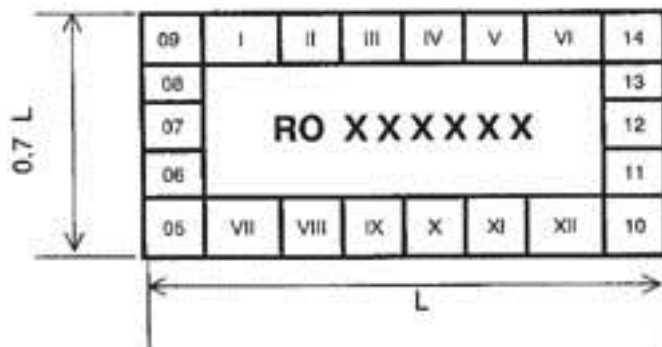 09 I II III IV V VI 14
08 13
07 RO XXXXXX 12
06 11
05 VII VIII IX X XI XII 10
0.7 L
L